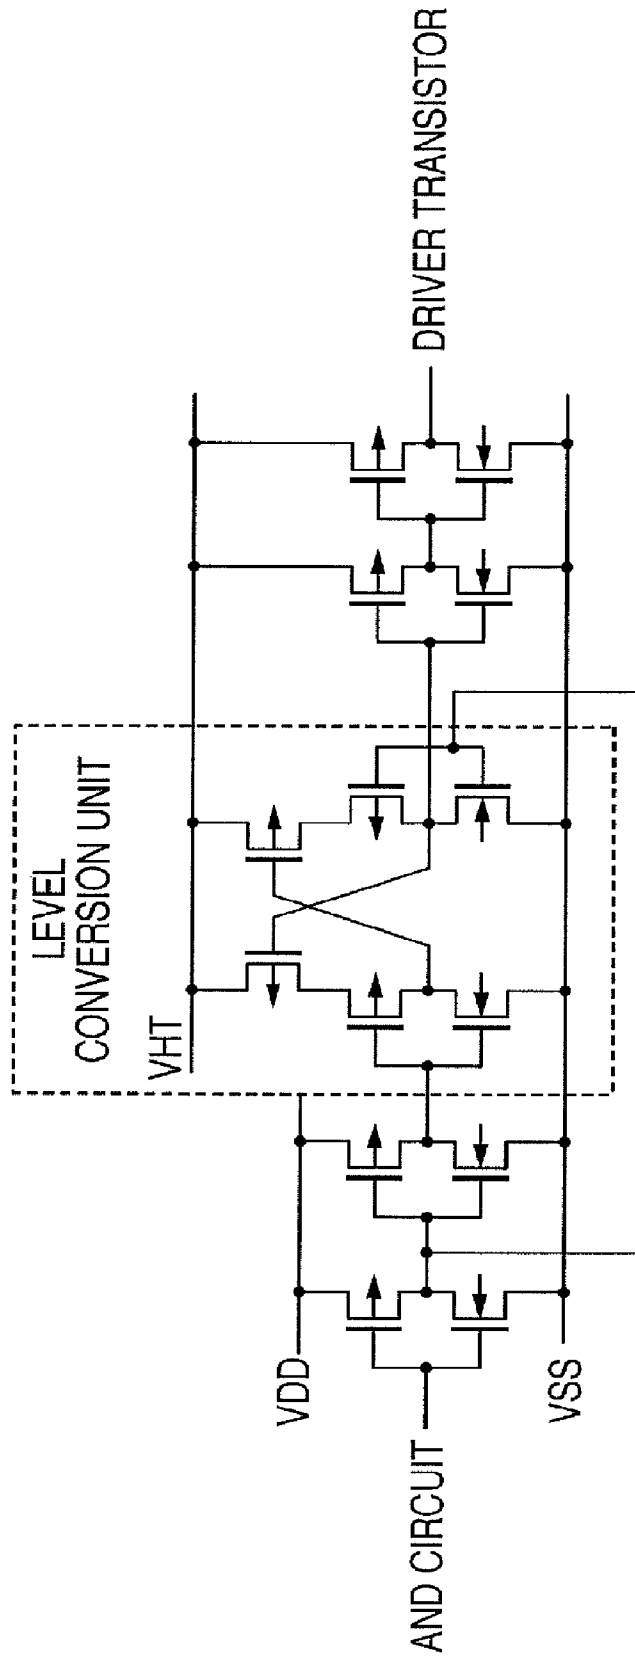 LEVEL
CONVERSION UNIT
VHT
VDD
AND CIRCUIT
VSS
DRIVER TRANSISTOR